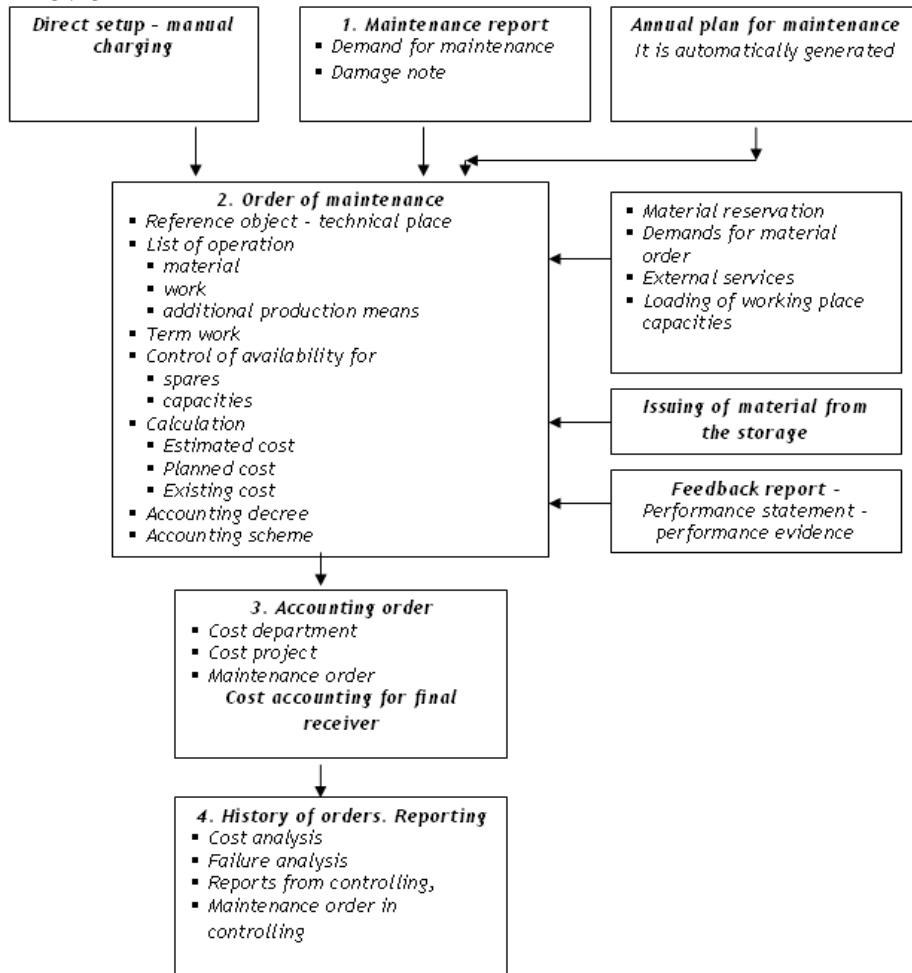 Direct setup - manual
charging
1. Maintenance report
▪ Demand for maintenance
▪ Damage note
Annual plan for maintenance
It is automatically generated
2. Order of maintenance
▪ Reference object - technical place
▪ List of operation
▪ material
▪ work
▪ additional production means
▪ Term work
▪ Control of availability for
▪ spares
▪ capacities
▪ Calculation
▪ Estimated cost
▪ Planned cost
▪ Existing cost
▪ Accounting decree
▪ Accounting scheme
▪ Material reservation
▪ Demands for material
order
▪ External services
▪ Loading of working place
capacities
Issuing of material from
the storage
Feedback report -
Performance statement -
performance evidence
3. Accounting order
▪ Cost department
▪ Cost project
▪ Maintenance order
Cost accounting for final
receiver
4. History of orders. Reporting
▪ Cost analysis
▪ Failure analysis
▪ Reports from controlling,
▪ Maintenance order in
controlling